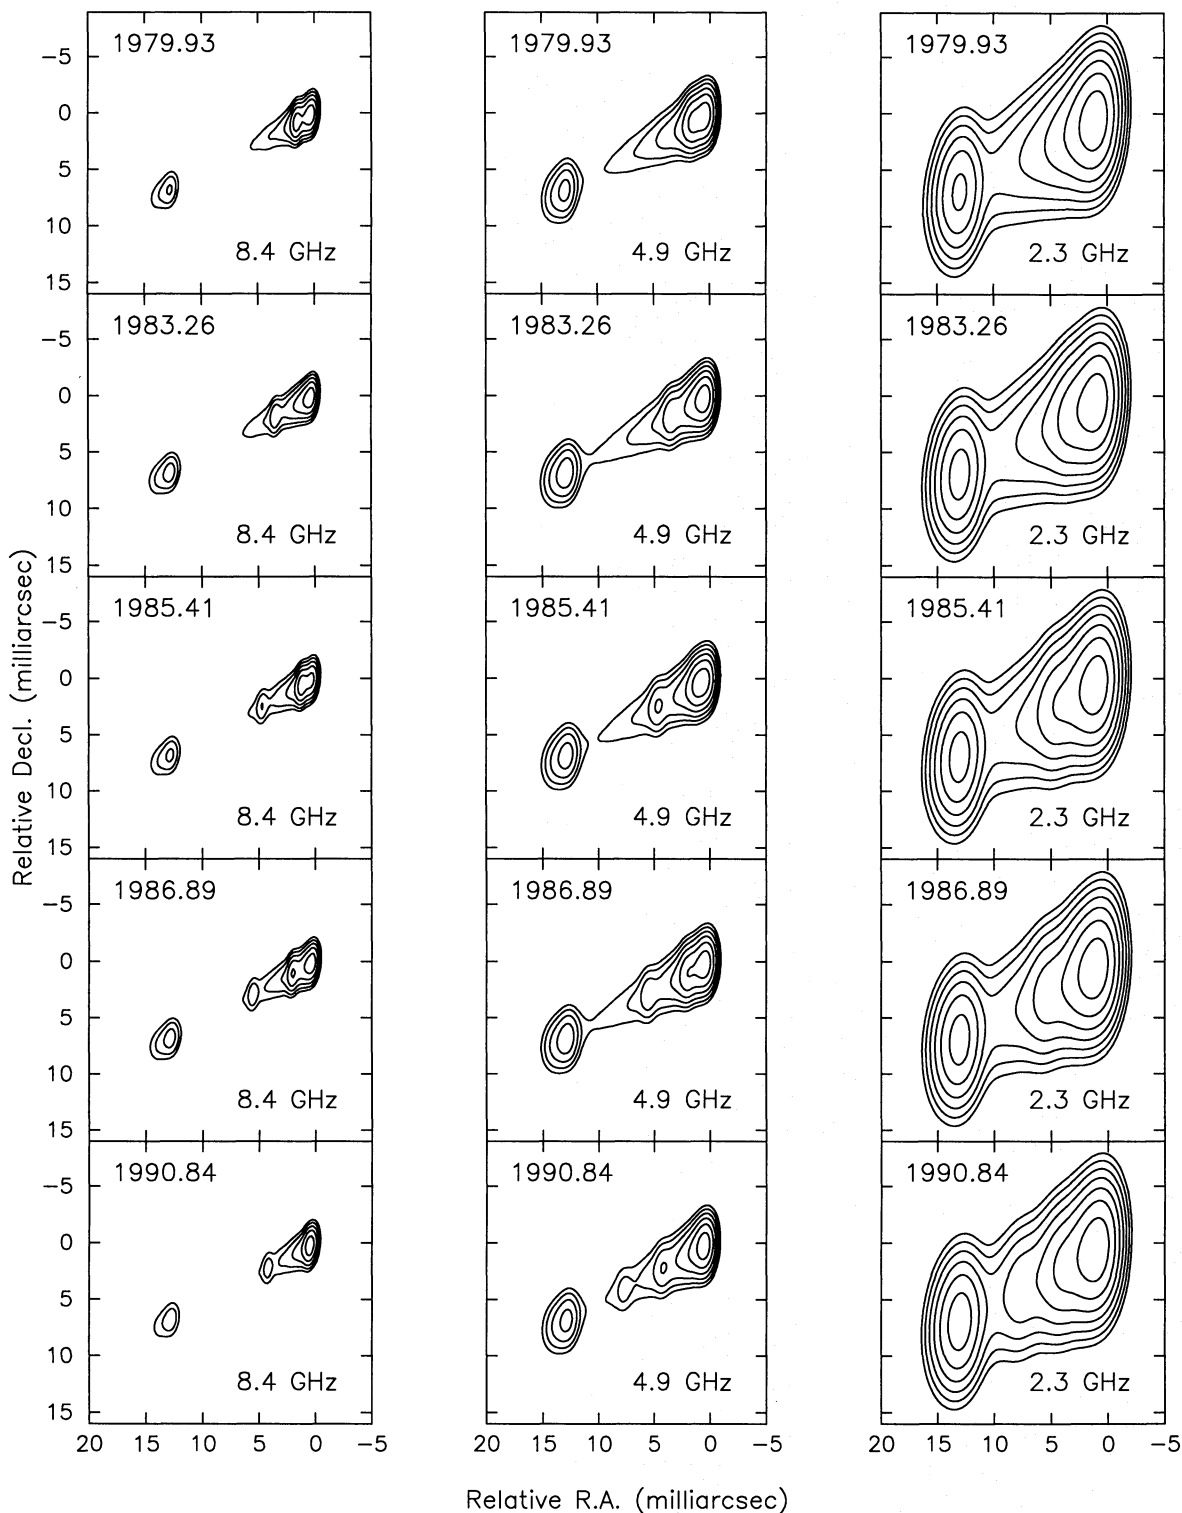 1979.93 1979.93 1979.93
−5
0
5
10
8.4 GHz 4.9 GHz 2.3 GHz
15
1983.26 1983.26 1983.26
−5
0
5
10
8.4 GHz 4.9 GHz 2.3 GHz
15
Relative Decl. (milliarcsec)
1985.41 1985.41 1985.41
−5
0
5
10
8.4 GHz 4.9 GHz 2.3 GHz
15
1986.89 1986.89 1986.89
−5
0
5
10
8.4 GHz 4.9 GHz 2.3 GHz
15
1990.84 1990.84 1990.84
−5
0
5
10
8.4 GHz 4.9 GHz 2.3 GHz
15
20 15 10 5 0 −5 20 15 10 5 0 −5 20 15 10 5 0 −5
Relative R.A. (milliarcsec)